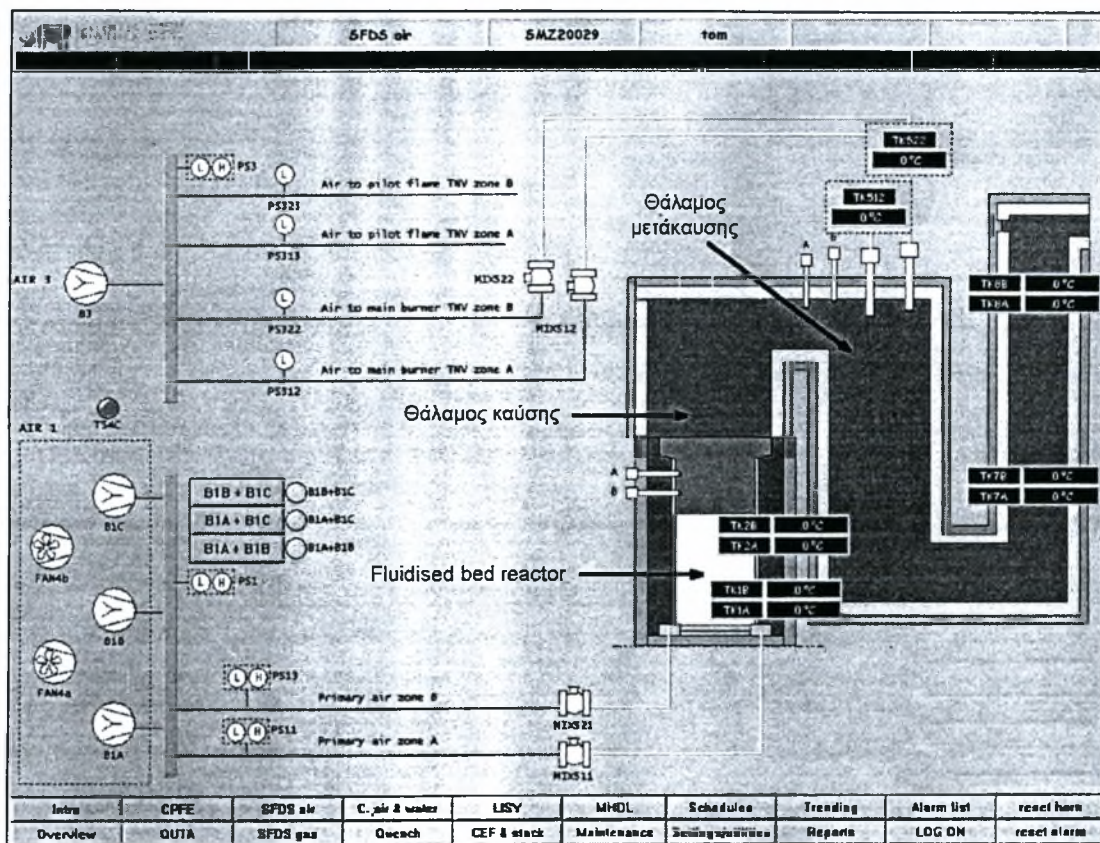 SFDS air SMZ20029 tom
TK522
0 °C
TK512
0 °C
L H PS3
L
PS323
Air to pilot flame TNV zone B
L
PS313
Air to pilot flame TNV zone A
Θάλαμος
μετάκαυσης
A B
AIR 3
B3
MIX522
L
PS322
Air to main burner TNV zone B
MIX512
L
PS312
Air to main burner TNV zone A
TK8B 0 °C
TK8A 0 °C
TS4C
Θάλαμος καύσης
AIR 1
A
B
B1C
B1B + B1C B1B+B1C
B1A + B1C B1A+B1C
B1A + B1B B1A+B1B
TK7B 0 °C
TK7A 0 °C
TK2B 0 °C
TK2A 0 °C
FAN4b
L H PS1
Fluidised bed reactor
TK1B 0 °C
TK1A 0 °C
B1B
FAN4a
L H PS13
Primary air zone B
MIX521
L H PS11
Primary air zone A
MIX511
B1A
Intro CPFE SFDS air C. air & water LISY MHDL Schedules Trending Alarm list reset horn
Overview QUTA SFDS gas Quench CEF & stack Maintenance Reports LOG ON reset alarm